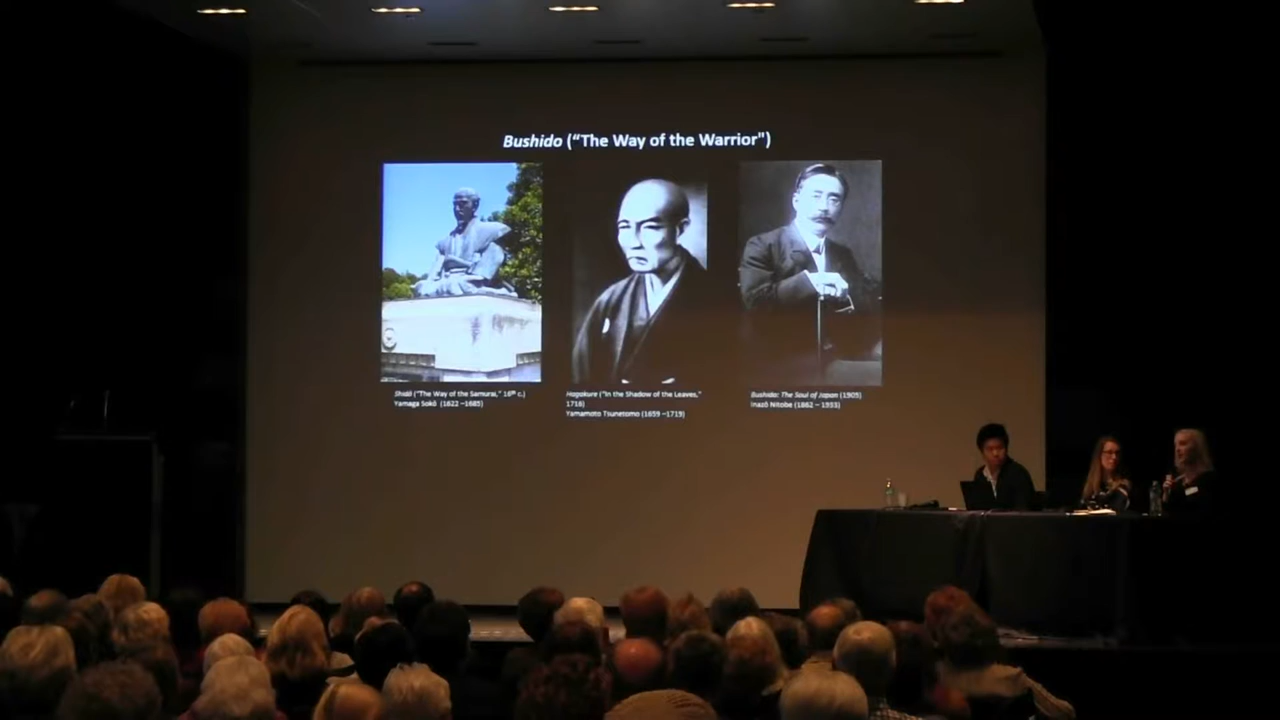 Bushido (“The Way of the Warrior")
Shidō ("The Way of the Samurai," 16th c.)
Yamaga Sokō (1622 –1685)
Hagakure ("In the Shadow of the Leaves,"
1716)
Yamamoto Tsunetomo (1659 –1719)
Bushido: The Soul of Japan (1905)
Inazō Nitobe (1862 – 1933)